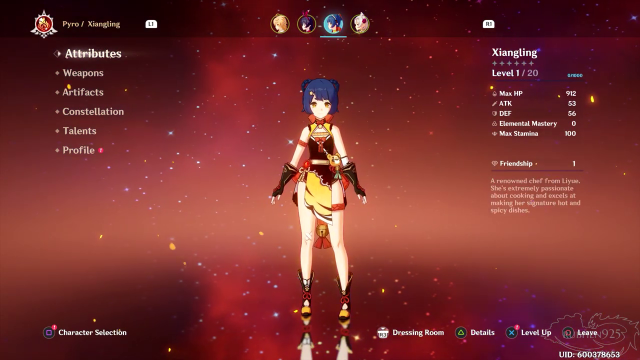 Pyro / Xiangling
L1
R1
Attributes
Weapons
Artifacts
Constellation
Talents
Profile
Xiangling
Level 1 / 20
0/1000
Max HP 912
ATK 53
DEF 56
Elemental Mastery 0
Max Stamina 100
Friendship 1
A renowned chef from Liyue.
She's extremely passionate
about cooking and excels at
making her signature hot and
spicy dishes.
Character Selection
Dressing Room
Details
Level Up
Leave
UID: 600378653